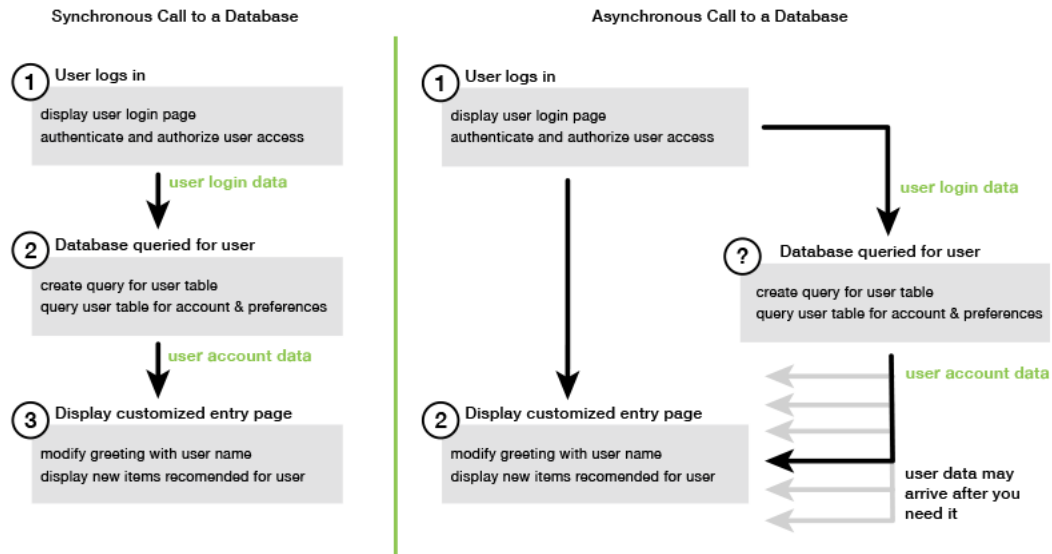 Synchronous Call to a Database
1
User logs in
display user login page
authenticate and authorize user access
user login data
2
Database queried for user
create query for user table
query user table for account & preferences
user account data
3
Display customized entry page
modify greeting with user name
display new items recomended for user
Asynchronous Call to a Database
1
User logs in
display user login page
authenticate and authorize user access
user login data
?
Database queried for user
create query for user table
query user table for account & preferences
user account data
2
Display customized entry page
modify greeting with user name
display new items recomended for user
user data may
arrive after you
need it